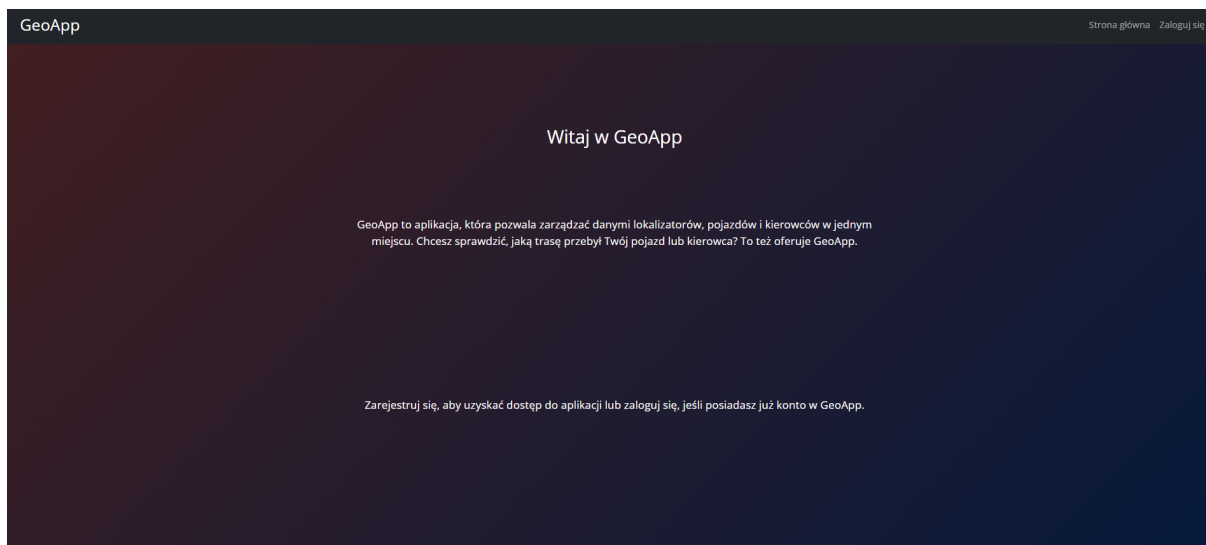 GeoApp
Strona główna Zaloguj się
Witaj w GeoApp
GeoApp to aplikacja, która pozwala zarządzać danymi lokalizatorów, pojazdów i kierowców w jednym
miejscu. Chcesz sprawdzić, jaką trasę przebył Twój pojazd lub kierowca? To też oferuje GeoApp.
Zarejestruj się, aby uzyskać dostęp do aplikacji lub zaloguj się, jeśli posiadasz już konto w GeoApp.